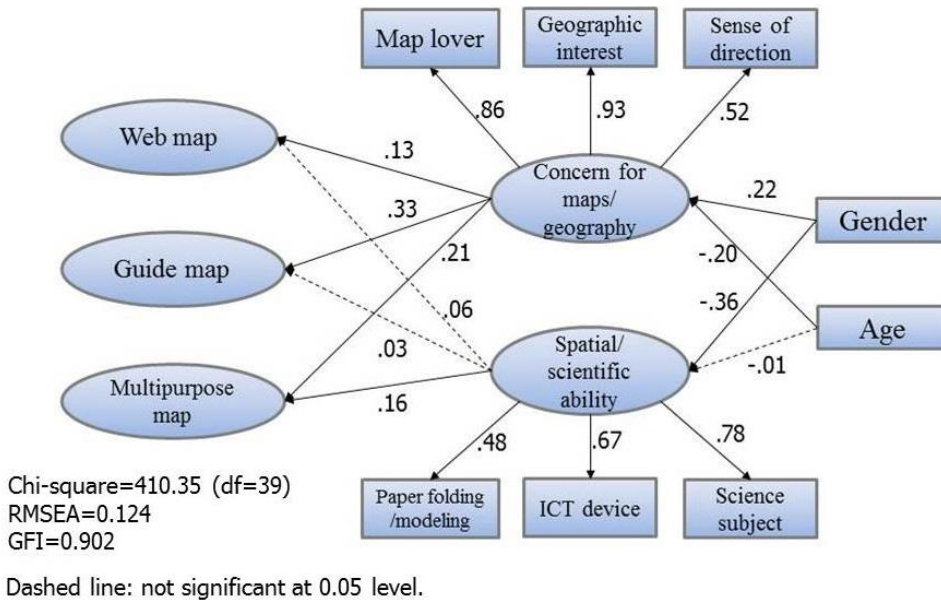 Map lover
Geographic
interest
Sense of
direction
.86
.93
.52
Web map
.13
Concern for
maps/
geography
.22
Gender
.33
Guide map
.21
-.20
-.36
.06
.03
Age
Spatial/
scientific
ability
-.01
Multipurpose
map
.16
.48
.67
.78
Paper folding
/modeling
ICT device
Science
subject
Chi-square=410.35 (df=39)
RMSEA=0.124
GFI=0.902
Dashed line: not significant at 0.05 level.